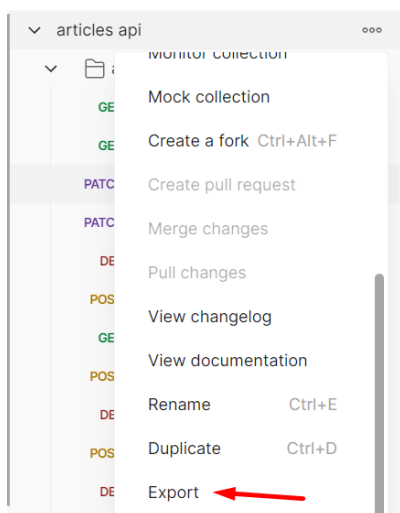 articles api
Monitor collection
Mock collection
GE
Create a fork Ctrl+Alt+F
GE
PATC
Create pull request
PATC
Merge changes
DE
Pull changes
POS
View changelog
GE
View documentation
POS
Rename Ctrl+E
DE
Duplicate Ctrl+D
POS
Export
DE